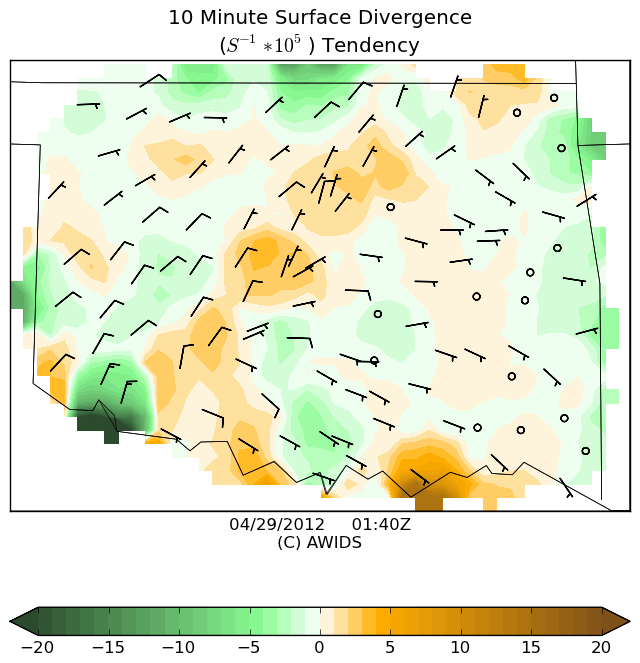 10 Minute Surface Divergence
(S⁻¹ * 10⁵ ) Tendency
04/29/2012 01:40Z
(C) AWIDS
−20 −15 −10 −5 0 5 10 15 20